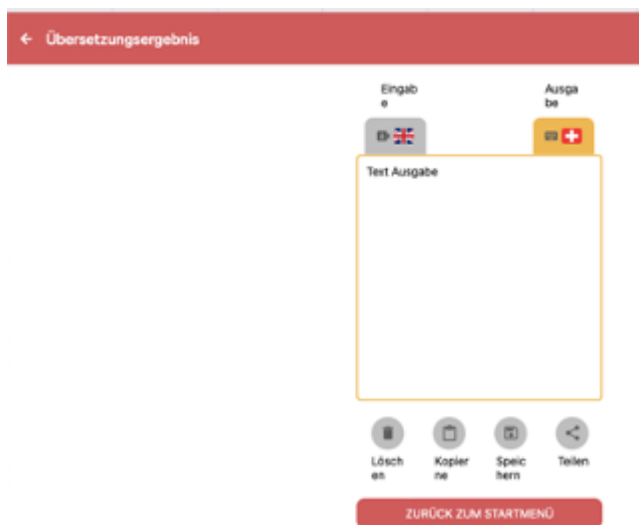 Übersetzungsergebnis
Eingab
e
Ausga
be
Text Ausgabe
Lösch
en
Kopier
ne
Speic
hern
Teilen
ZURÜCK ZUM STARTMENÜ